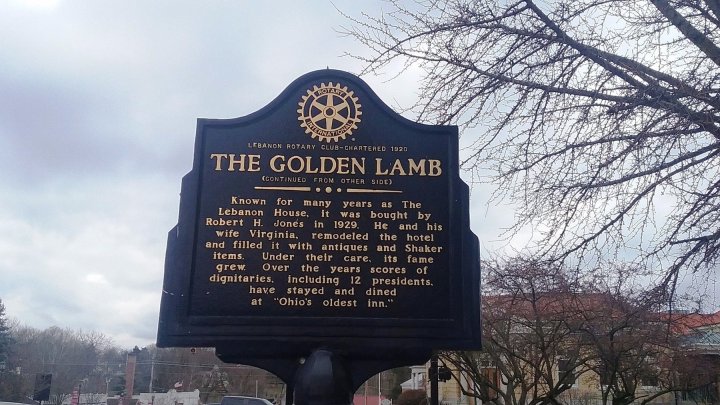 ROTARY
INTERNATIONAL
LEBANON ROTARY CLUB-CHARTERED 1920
THE GOLDEN LAMB
(CONTINUED FROM OTHER SIDE)
Known for many years as The
Lebanon House, it was bought by
Robert H. Jones in 1929. He and his
wife Virginia, remodeled the hotel
and filled it with antiques and Shaker
items. Under their care, its fame
grew. Over the years scores of
dignitaries, including 12 presidents,
have stayed and dined
at "Ohio's oldest inn."